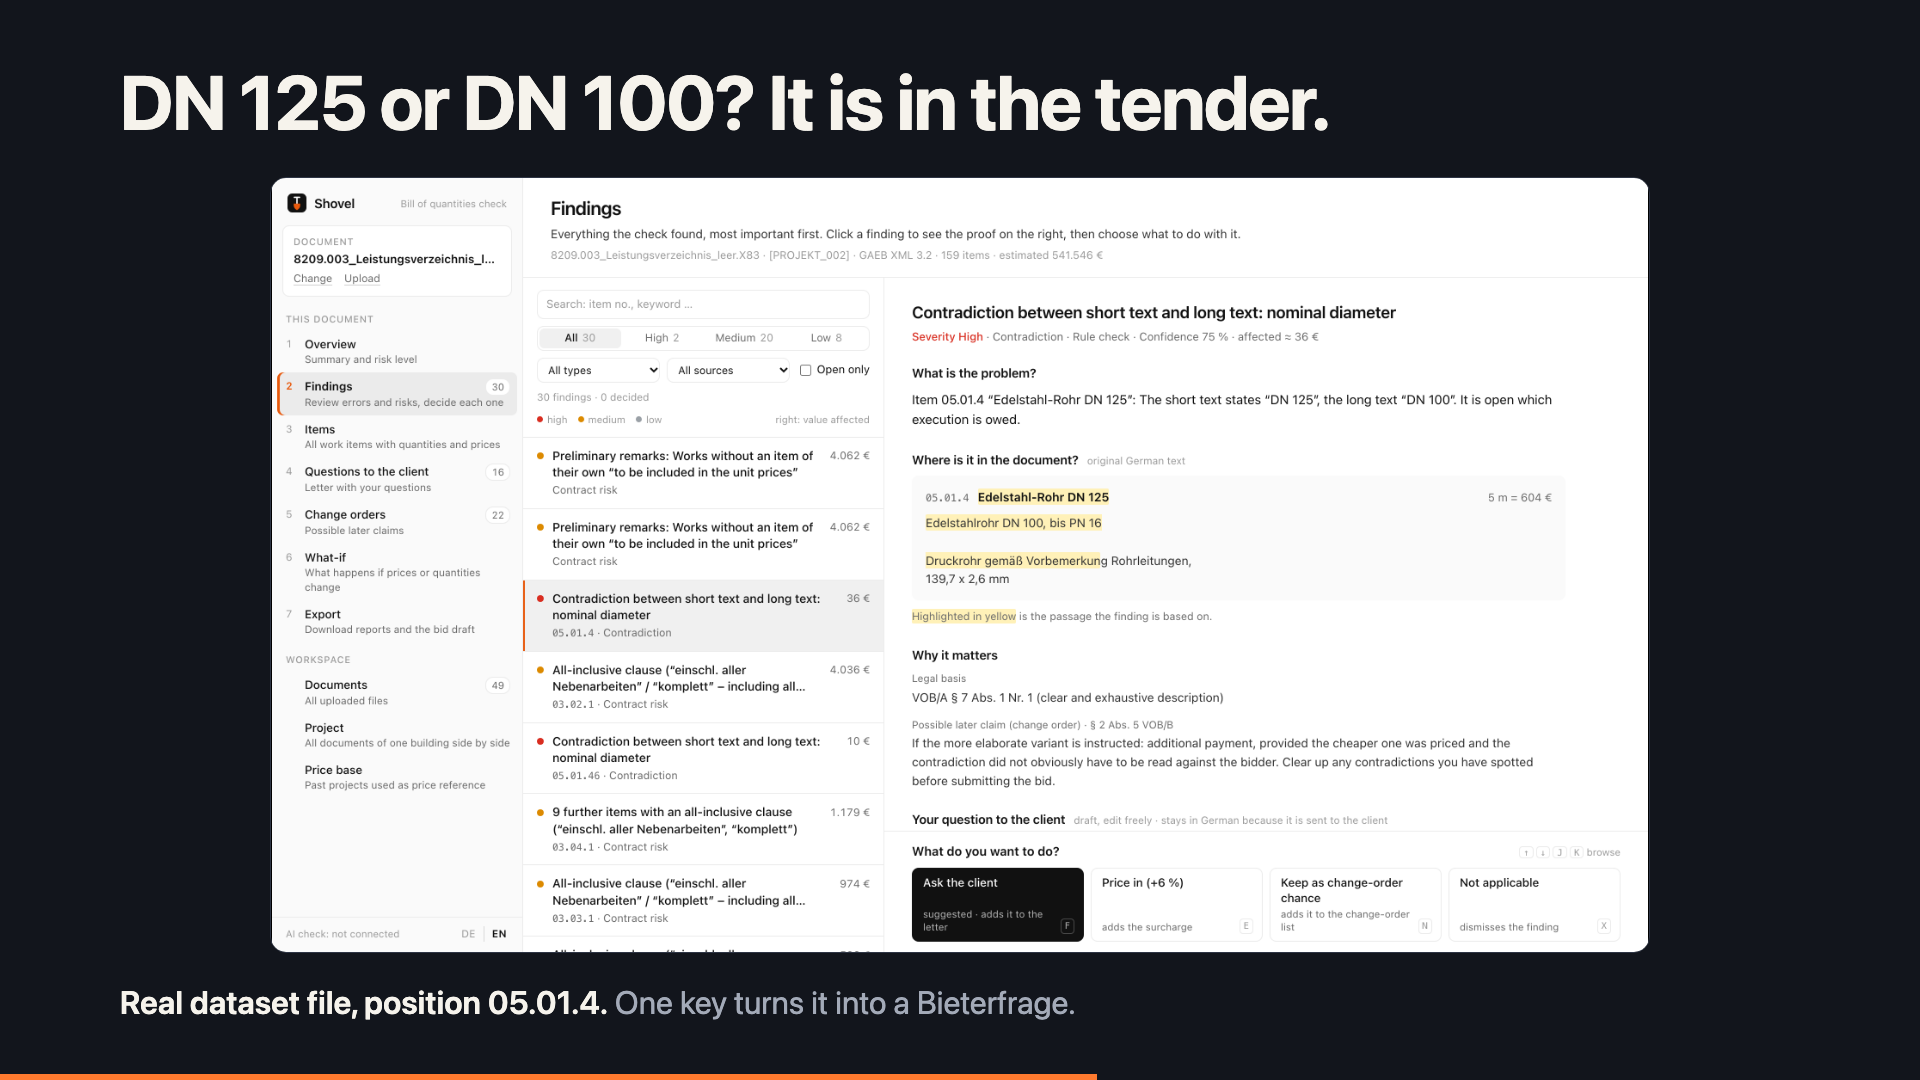 DN 125 or DN 100? It is in the tender.
Shovel
Bill of quantities check
DOCUMENT
8209.003_Leistungsverzeichnis_l...
Change Upload
THIS DOCUMENT
1 Overview
Summary and risk level
2 Findings 30
Review errors and risks, decide each one
3 Items
All work items with quantities and prices
4 Questions to the client 16
Letter with your questions
5 Change orders 22
Possible later claims
6 What-if
What happens if prices or quantities
change
7 Export
Download reports and the bid draft
WORKSPACE
Documents 49
All uploaded files
Project
All documents of one building side by side
Price base
Past projects used as price reference
AI check: not connected
DE EN
Findings
Everything the check found, most important first. Click a finding to see the proof on the right, then choose what to do with it.
8209.003_Leistungsverzeichnis_leer.X83 · [PROJEKT_002] · GAEB XML 3.2 · 159 items · estimated 541.546 €
Search: item no., keyword ...
All 30 High 2 Medium 20 Low 8
All types All sources Open only
30 findings · 0 decided
high medium low right: value affected
Preliminary remarks: Works without an item of 4.062 €
their own “to be included in the unit prices”
Contract risk
Preliminary remarks: Works without an item of 4.062 €
their own “to be included in the unit prices”
Contract risk
Contradiction between short text and long text: 36 €
nominal diameter
05.01.4 · Contradiction
All-inclusive clause (“einschl. aller 4.036 €
Nebenarbeiten” / “komplett” – including all...
03.02.1 · Contract risk
Contradiction between short text and long text: 10 €
nominal diameter
05.01.46 · Contradiction
9 further items with an all-inclusive clause 1.179 €
(“einschl. aller Nebenarbeiten”, “komplett”)
03.04.1 · Contract risk
All-inclusive clause (“einschl. aller 974 €
Nebenarbeiten” / “komplett” – including all...
03.03.1 · Contract risk
Contradiction between short text and long text: nominal diameter
Severity High · Contradiction · Rule check · Confidence 75 % · affected ≈ 36 €
What is the problem?
Item 05.01.4 “Edelstahl-Rohr DN 125”: The short text states “DN 125”, the long text “DN 100”. It is open which
execution is owed.
Where is it in the document? original German text
05.01.4 Edelstahl-Rohr DN 125 5 m = 604 €
Edelstahlrohr DN 100, bis PN 16
Druckrohr gemäß Vorbemerkung Rohrleitungen,
139,7 x 2,6 mm
Highlighted in yellow is the passage the finding is based on.
Why it matters
Legal basis
VOB/A § 7 Abs. 1 Nr. 1 (clear and exhaustive description)
Possible later claim (change order) · § 2 Abs. 5 VOB/B
If the more elaborate variant is instructed: additional payment, provided the cheaper one was priced and the
contradiction did not obviously have to be read against the bidder. Clear up any contradictions you have spotted
before submitting the bid.
Your question to the client draft, edit freely · stays in German because it is sent to the client
What do you want to do?
↑ ↓ J K browse
Ask the client
suggested · adds it to the
letter F
Price in (+6 %)
adds the surcharge E
Keep as change-order
chance
adds it to the change-order
list N
Not applicable
dismisses the finding X
Real dataset file, position 05.01.4. One key turns it into a Bieterfrage.